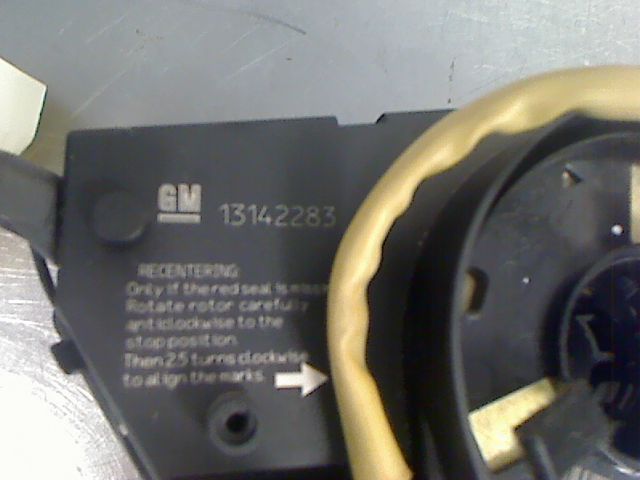 GM 13142283
RECENTERING:
Only if the red seal is
Rotate rotor carefully
anticlockwise to the
stop position.
Then 2.5 turns clockwise
to align the marks.